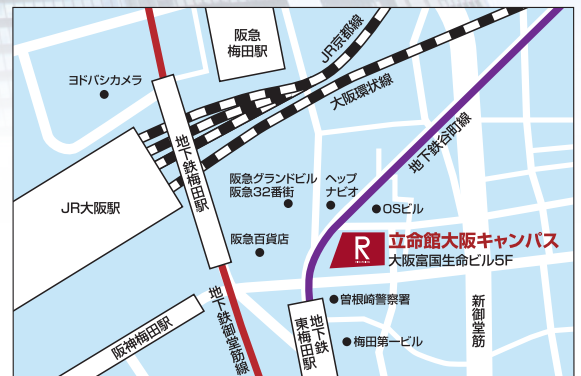 阪急
梅田駅
JR京都線
ヨドバシカメラ
大阪環状線
地下鉄梅田駅
地下鉄谷町線
阪急グランドビル
阪急32番街
ヘップ
ナビオ
OSビル
JR大阪駅
阪急百貨店
R
立命館大阪キャンパス
大阪富国生命ビル5F
曽根崎警察署
地下鉄御堂筋線
新御堂筋
阪神梅田駅
地下鉄
東梅田駅
梅田第一ビル